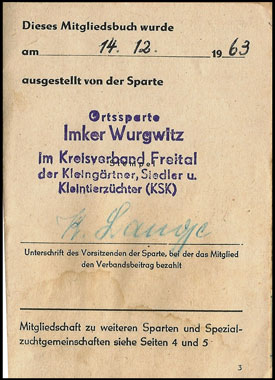 Dieses Mitgliedsbuch wurde
am 14. 12. 1963
ausgestellt von der Sparte
Ortssparte
Imker Wurgwitz
Stempel
im Kreisverband Freital
der Kleingärtner, Siedler u.
Kleintierzüchter (KSK)
K. Lange
Unterschrift des Vorsitzenden der Sparte, bei der das Mitglied
den Verbandsbeitrag bezahlt
Mitgliedschaft zu weiteren Sparten und Spezial-
zuchtgemeinschaften siehe Seiten 4 und 5
3